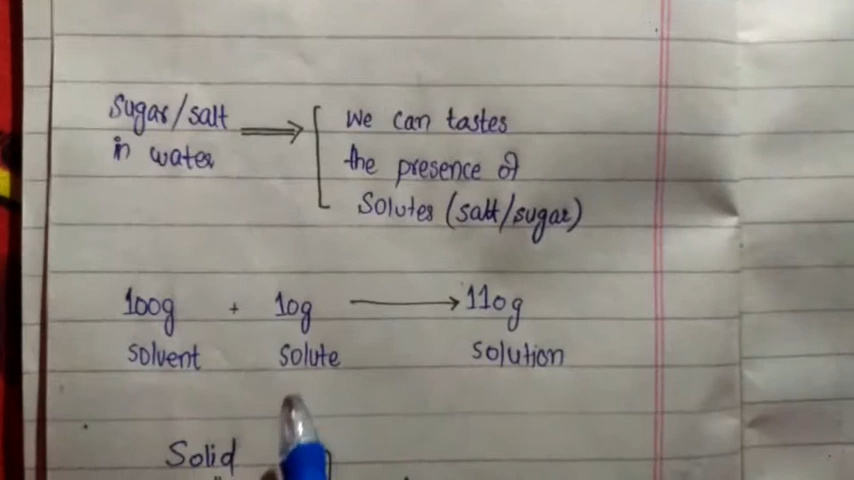 Sugar/salt ⟹ [ we can tastes
in water the presence of
Solutes (salt/sugar)
100g + 10g ⟶ 110g
solvent solute solution
Solid